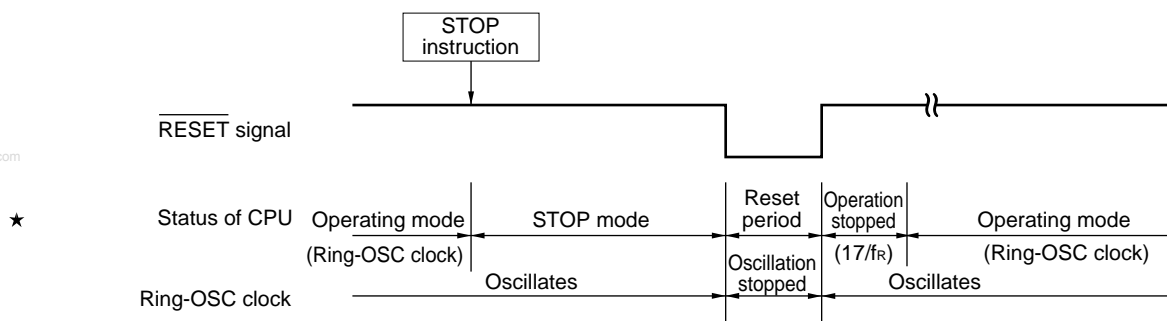 STOP
instruction
RESET signal
com
★ Status of CPU Operating mode STOP mode Reset period Operation stopped Operating mode
(Ring-OSC clock) (17/fR) (Ring-OSC clock)
Ring-OSC clock Oscillates Oscillation stopped Oscillates